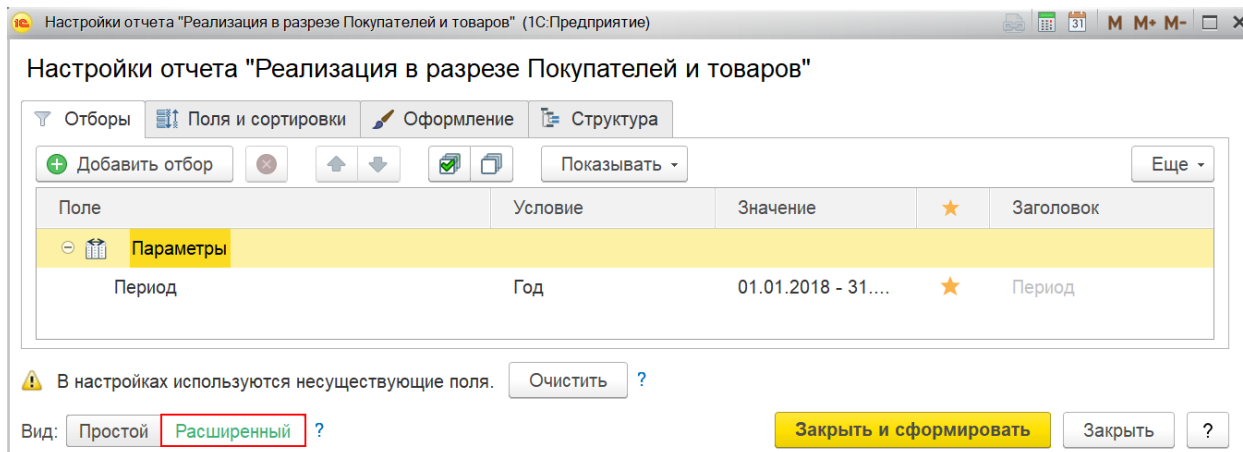 Настройки отчета "Реализация в разрезе Покупателей и товаров" (1С:Предприятие) 31 M M+ M-
Настройки отчета "Реализация в разрезе Покупателей и товаров"
Отборы Поля и сортировки Оформление Структура
Добавить отбор Показывать Еще
Поле Условие Значение Заголовок
Параметры
Период Год 01.01.2018 - 31.... Период
В настройках используются несуществующие поля. Очистить ?
Вид: Простой Расширенный ? Закрыть и сформировать Закрыть ?